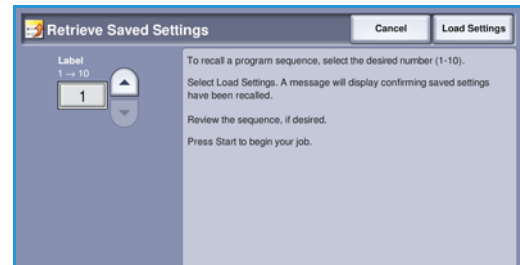 Retrieve Saved Settings
Cancel
Load Settings
Label
1 → 10
1
To recall a program sequence, select the desired number (1-10).
Select Load Settings. A message will display confirming saved settings
have been recalled.
Review the sequence, if desired.
Press Start to begin your job.